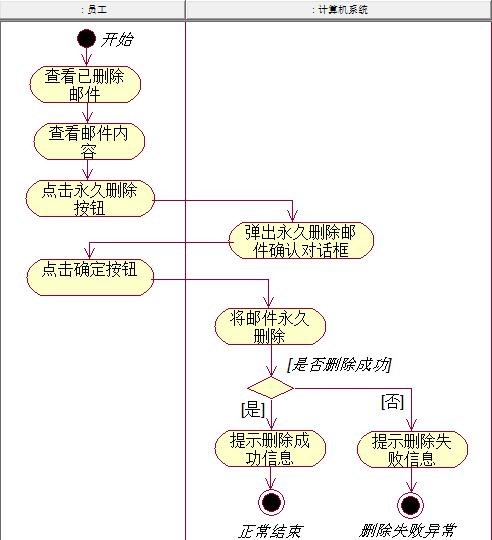 : 员工
: 计算机系统
开始
查看已删除
邮件
查看邮件内
容
点击永久删除
按钮
弹出永久删除邮
件确认对话框
点击确定按钮
将邮件永久
删除
[是否删除成功]
[是]
[否]
提示删除成
功信息
提示删除失
败信息
正常结束
删除失败异常